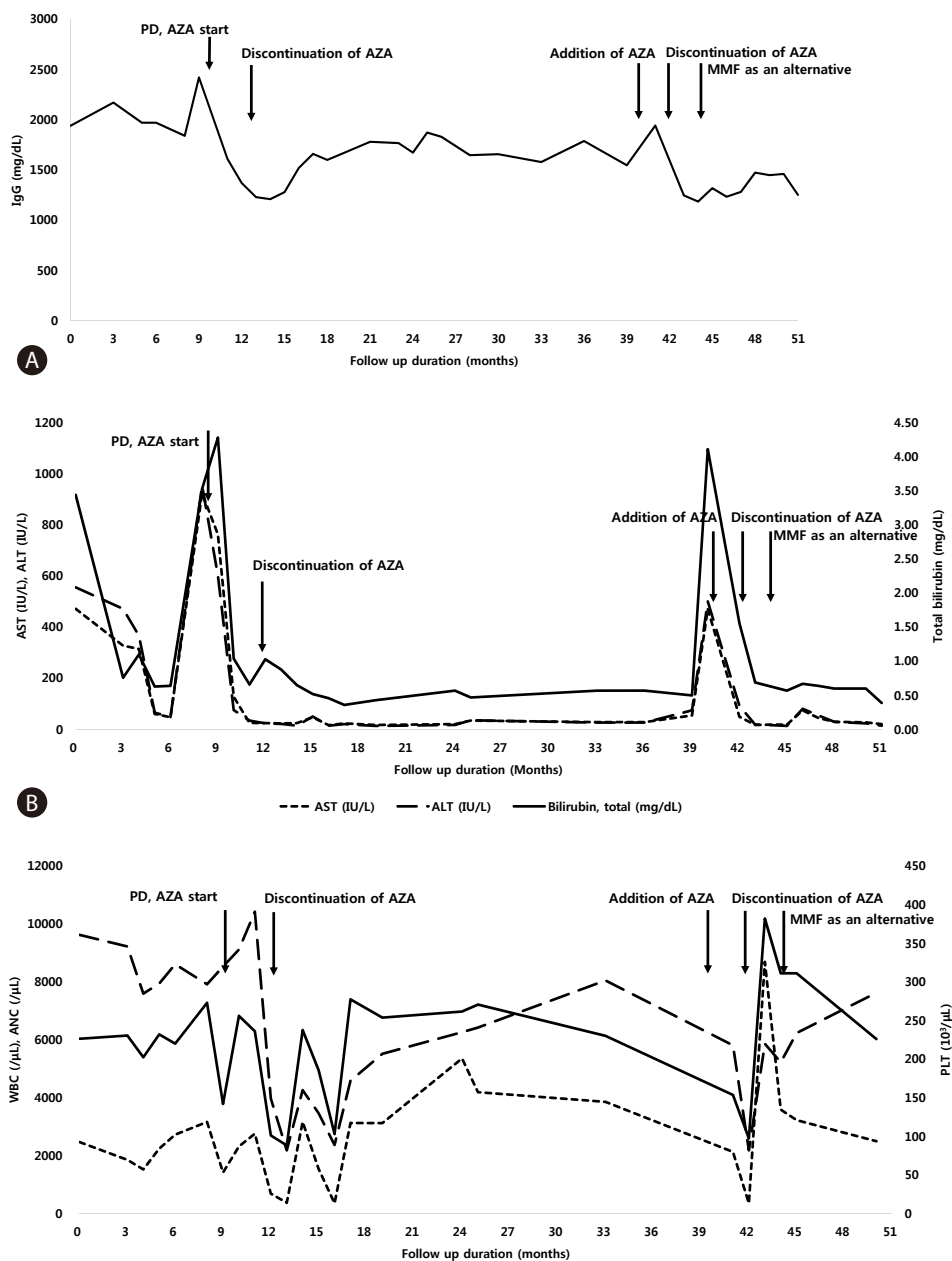 3000
PD, AZA start
Discontinuation of AZA
Addition of AZA
Discontinuation of AZA
MMF as an alternative
2500
2000
1500
1000
500
0
IgG (mg/dL)
0 3 6 9 12 15 18 21 24 27 30 33 36 39 42 45 48 51
Follow up duration (months)
A
1200
1000
800
600
400
200
0
AST (IU/L), ALT (IU/L)
PD, AZA start
Discontinuation of AZA
Addition of AZA
Discontinuation of AZA
MMF as an alternative
4.50
4.00
3.50
3.00
2.50
2.00
1.50
1.00
0.50
0.00
Total bilirubin (mg/dL)
0 3 6 9 12 15 18 21 24 27 30 33 36 39 42 45 48 51
Follow up duration (Months)
B
AST (IU/L) ALT (IU/L) Bilirubin, total (mg/dL)
12000
10000
8000
6000
4000
2000
0
WBC (/μL), ANC (/μL)
PD, AZA start
Discontinuation of AZA
Addition of AZA
Discontinuation of AZA
MMF as an alternative
450
400
350
300
250
200
150
100
50
0
PLT (10³/μL)
0 3 6 9 12 15 18 21 24 27 30 33 36 39 42 45 48 51
Follow up duration (months)